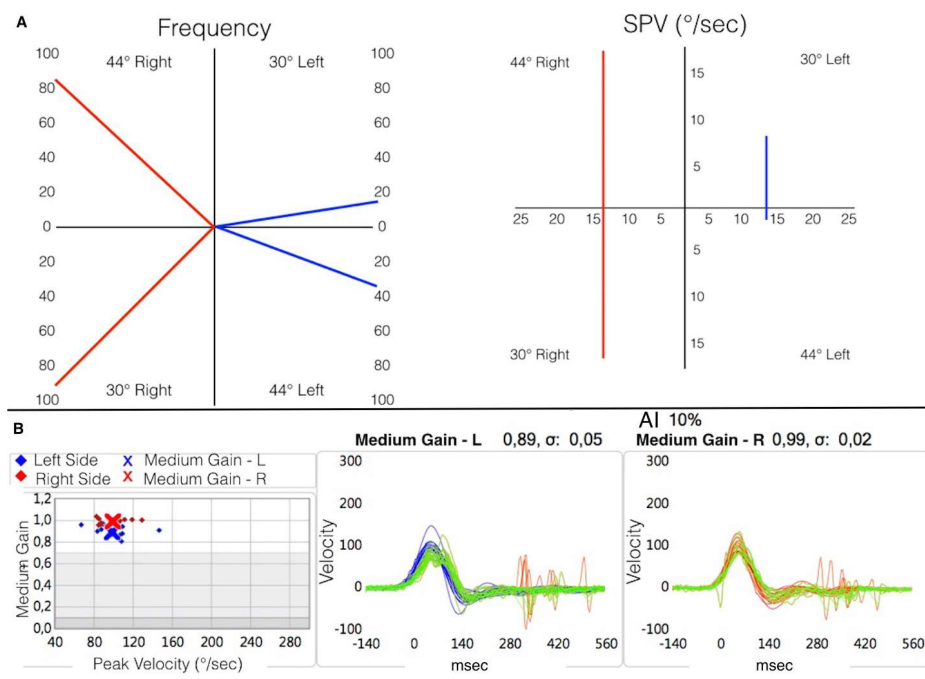 A
Frequency
SPV (°/sec)
100
44° Right
30° Left
100
80
80
60
60
40
40
20
20
0
0
20
20
40
40
60
60
80
80
100
30° Right
44° Left
100
44° Right
30° Left
15
10
5
25 20 15 10 5 5 10 15 20 25
5
10
15
30° Right
44° Left
B
AI 10%
Medium Gain - L 0,89, σ: 0,05
Medium Gain - R 0,99, σ: 0,02
Left Side X Medium Gain - L
Right Side X Medium Gain - R
Medium Gain
1,2
1,0
0,8
0,6
0,4
0,2
0,0
40 80 120 160 200 240 280
Peak Velocity (°/sec)
Velocity
300
200
100
0
-100
-140 0 140 280 420 560
msec
Velocity
300
200
100
0
-100
-140 0 140 280 420 560
msec